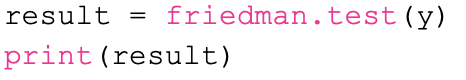 result = friedman.test(y)
print(result)